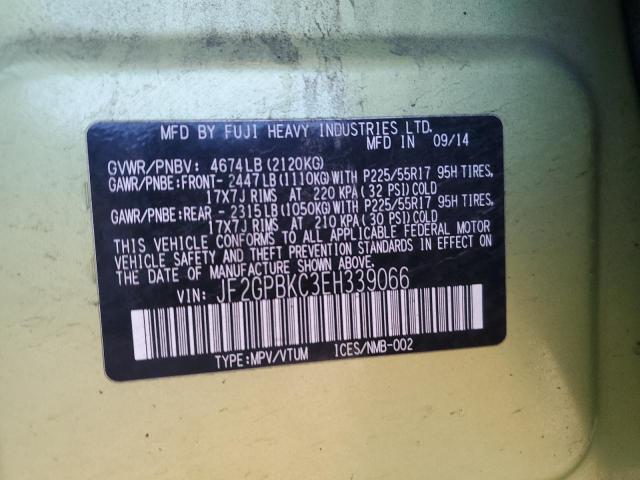 MFD BY FUJI HEAVY INDUSTRIES LTD.
MFD IN 09/14
GVWR/PNBV: 4674LB(2120KG)
GAWR/PNBE:FRONT- 2447LB(1110KG)WITH P225/55R17 95H TIRES,
17X7J RIMS AT 220 KPA(32 PSI)COLD
GAWR/PNBE:REAR - 2315LB(1050KG)WITH P225/55R17 95H TIRES,
17X7J RIMS AT 210 KPA(30 PSI)COLD
THIS VEHICLE CONFORMS TO ALL APPLICABLE FEDERAL MOTOR
VEHICLE SAFETY AND THEFT PREVENTION STANDARDS IN EFFECT ON
THE DATE OF MANUFACTURE SHOWN ABOVE.
VIN: JF2GPBKC3EH339066
TYPE:MPV/VTUM ICES/NMB-002